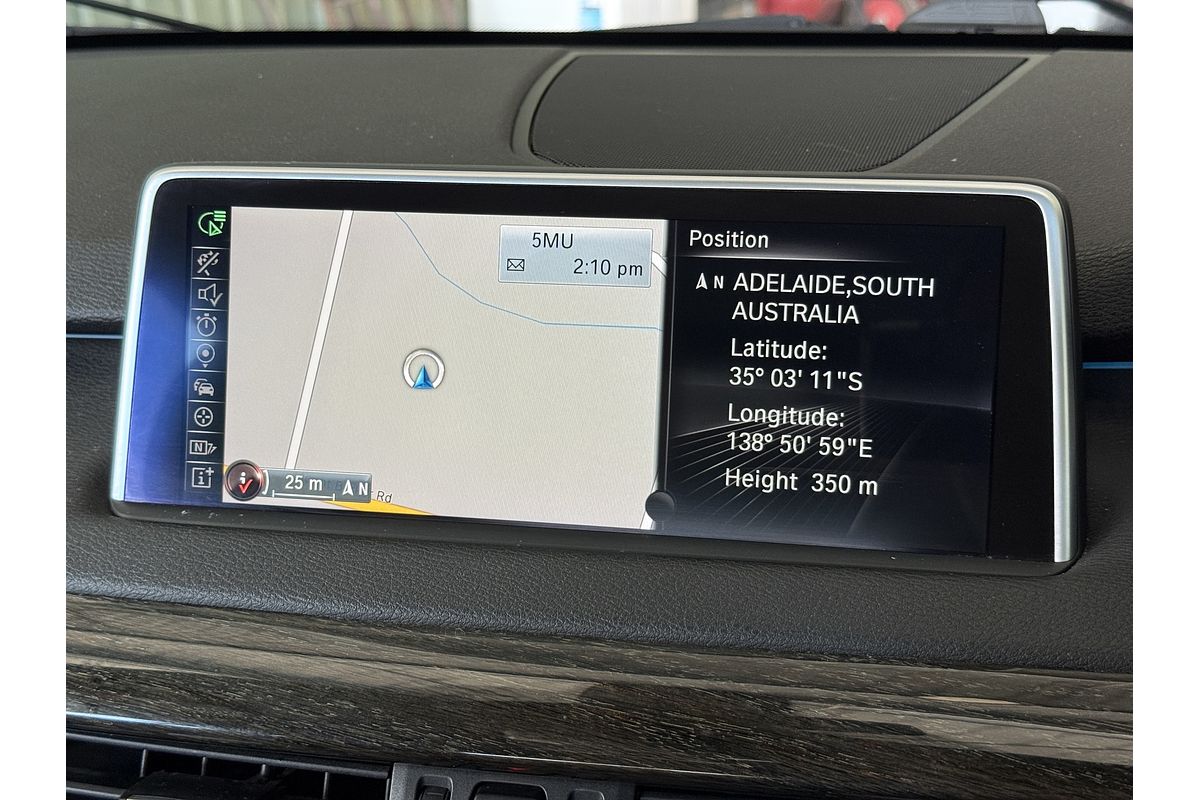 5MU
2:10 pm
Position
N ADELAIDE,SOUTH
AUSTRALIA
Latitude:
35° 03' 11"S
Longitude:
138° 50' 59"E
Height 350 m
N
i
25 m N
Rd